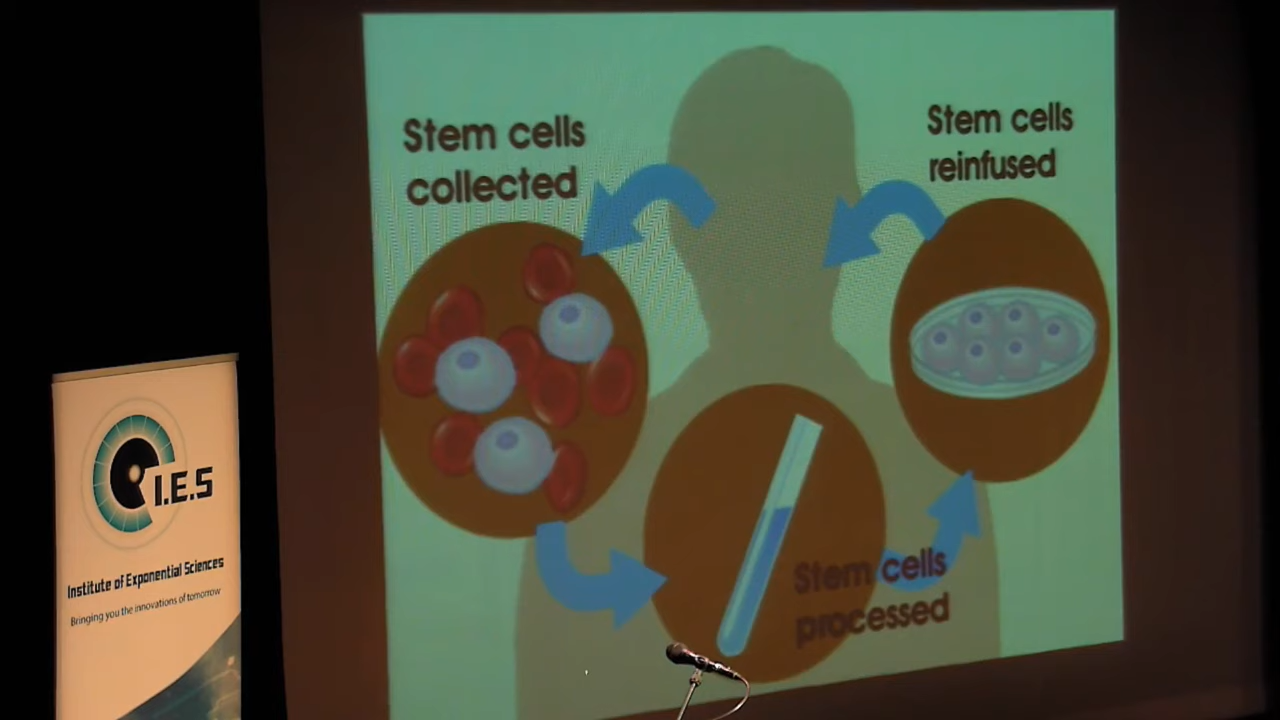 Stem cells
collected
Stem cells
reinfused
Stem cells
processed
I.E.S
Institute of Exponential Sciences
Bringing you the innovations of tomorrow